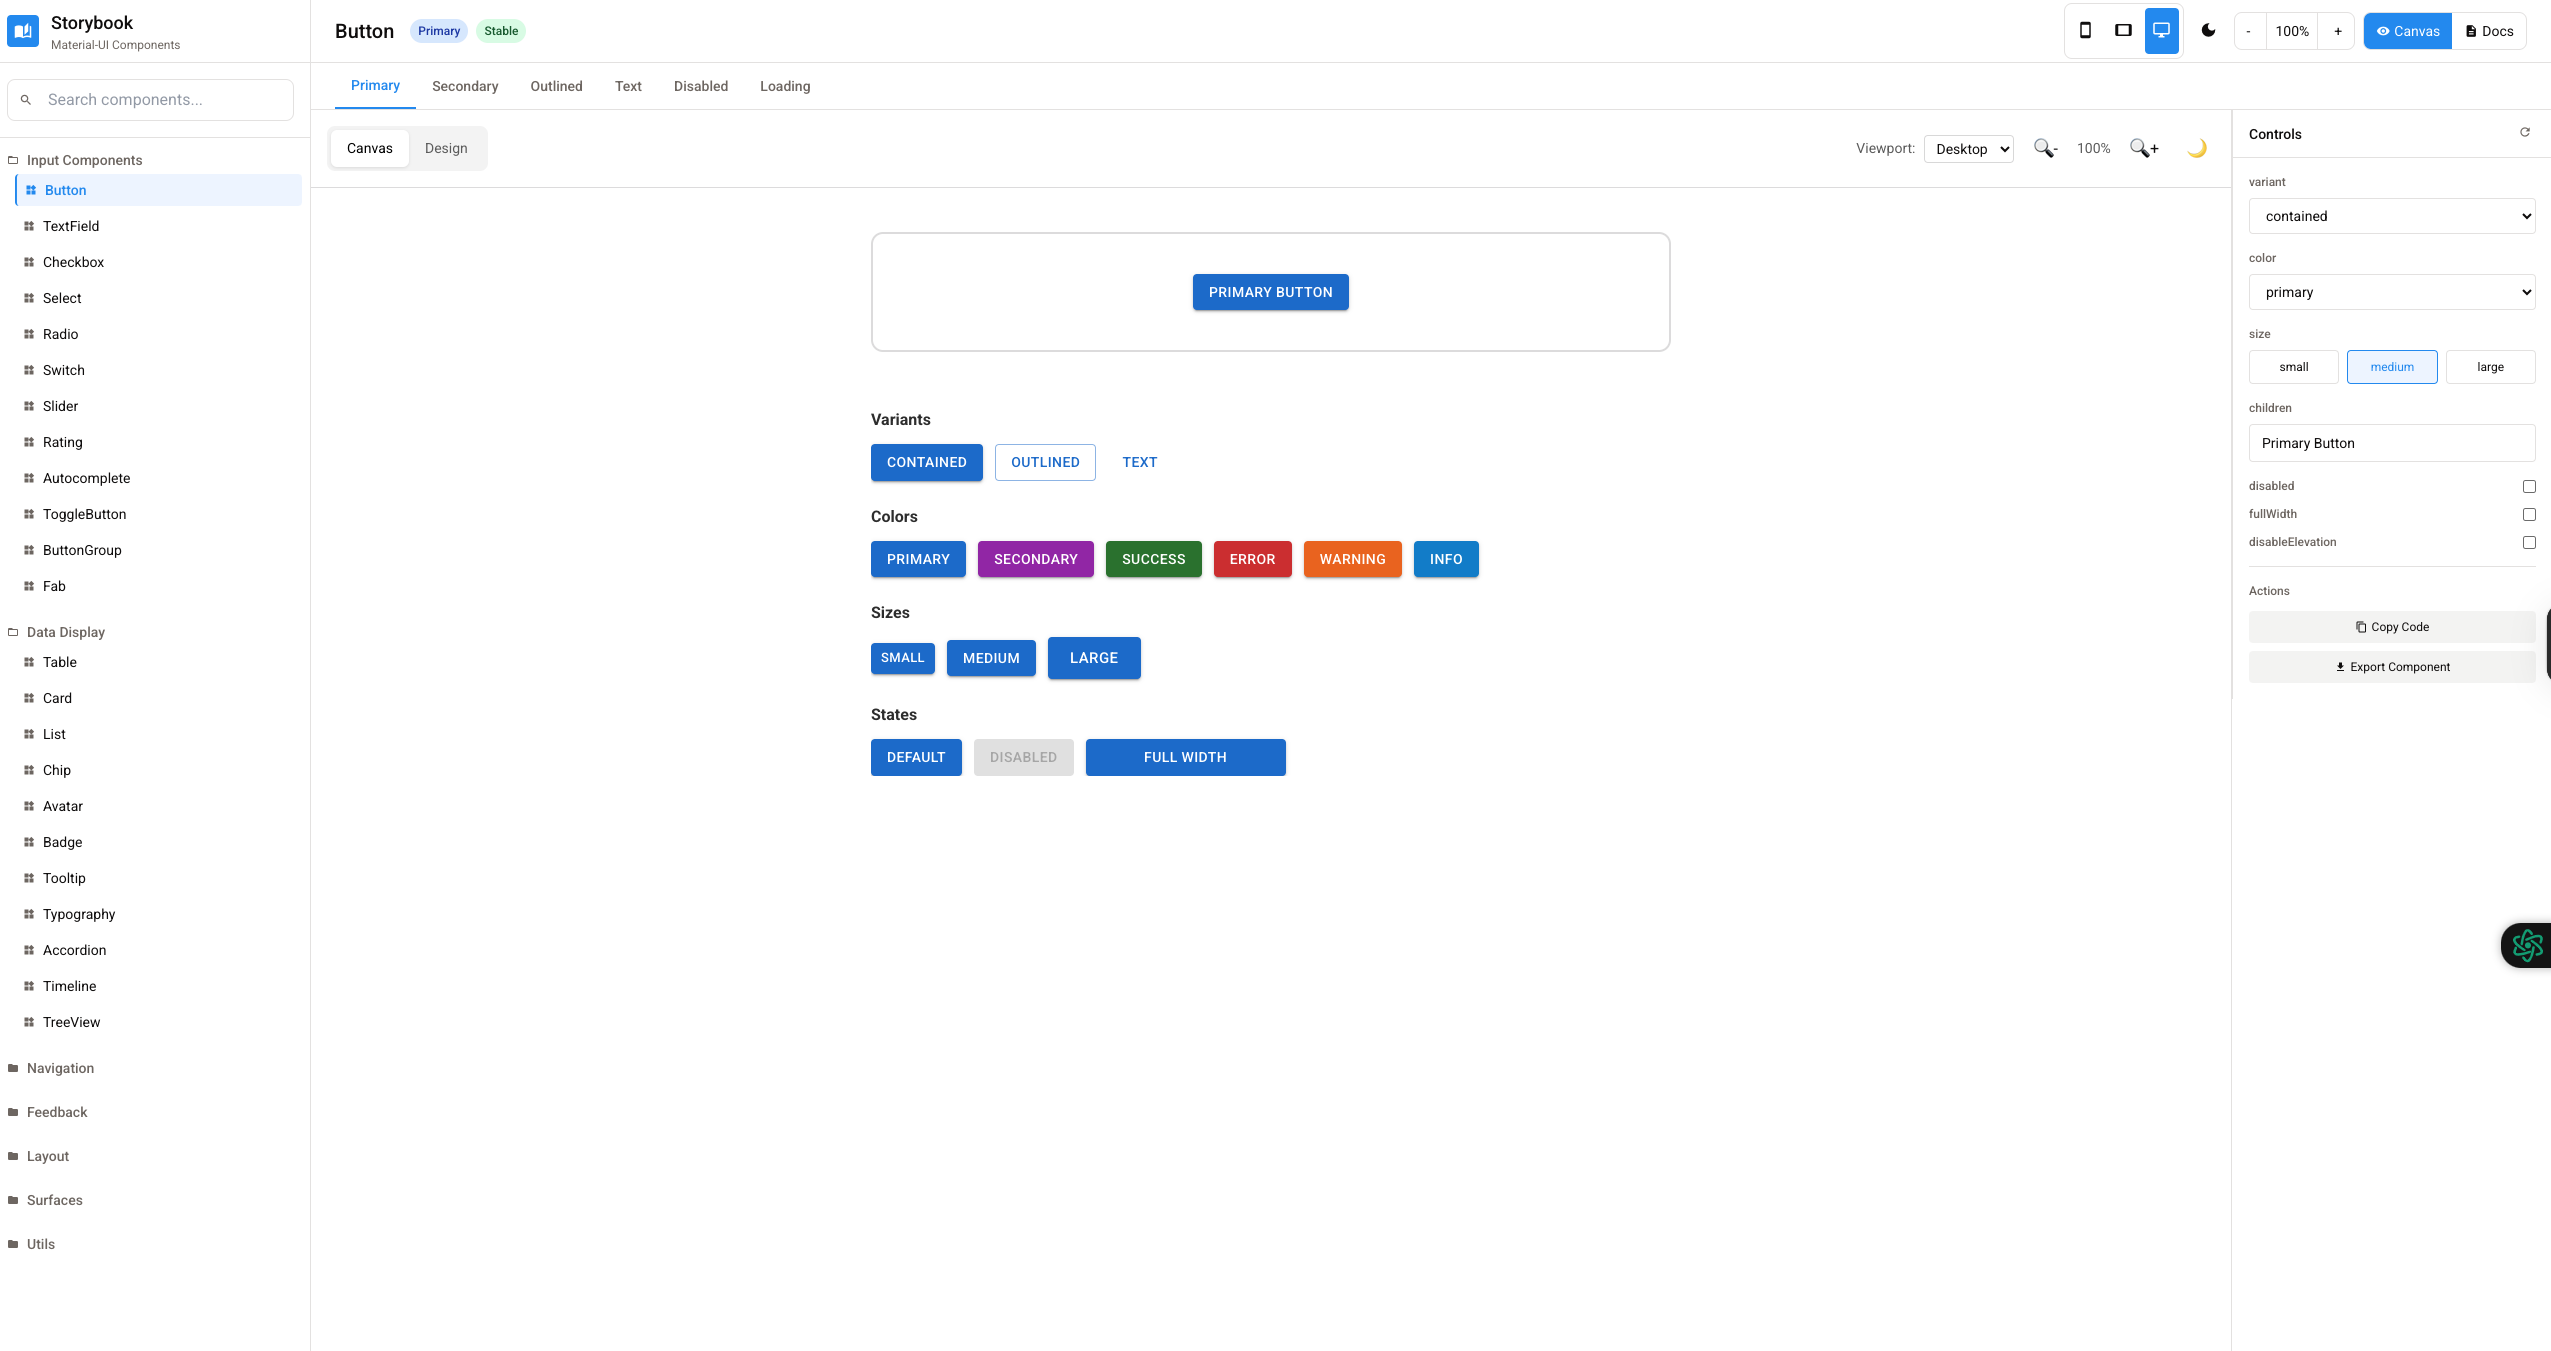 Storybook
Material-UI Components
Search components...
Input Components
Button
TextField
Checkbox
Select
Radio
Switch
Slider
Rating
Autocomplete
ToggleButton
ButtonGroup
Fab
Data Display
Table
Card
List
Chip
Avatar
Badge
Tooltip
Typography
Accordion
Timeline
TreeView
Navigation
Feedback
Layout
Surfaces
Utils
Button Primary Stable
- 100% + Canvas Docs
Primary Secondary Outlined Text Disabled Loading
Canvas Design
Viewport: Desktop - 100% +
PRIMARY BUTTON
Variants
CONTAINED OUTLINED TEXT
Colors
PRIMARY SECONDARY SUCCESS ERROR WARNING INFO
Sizes
SMALL MEDIUM LARGE
States
DEFAULT DISABLED FULL WIDTH
Controls
variant
contained
color
primary
size
small medium large
children
Primary Button
disabled
fullWidth
disableElevation
Actions
Copy Code
Export Component